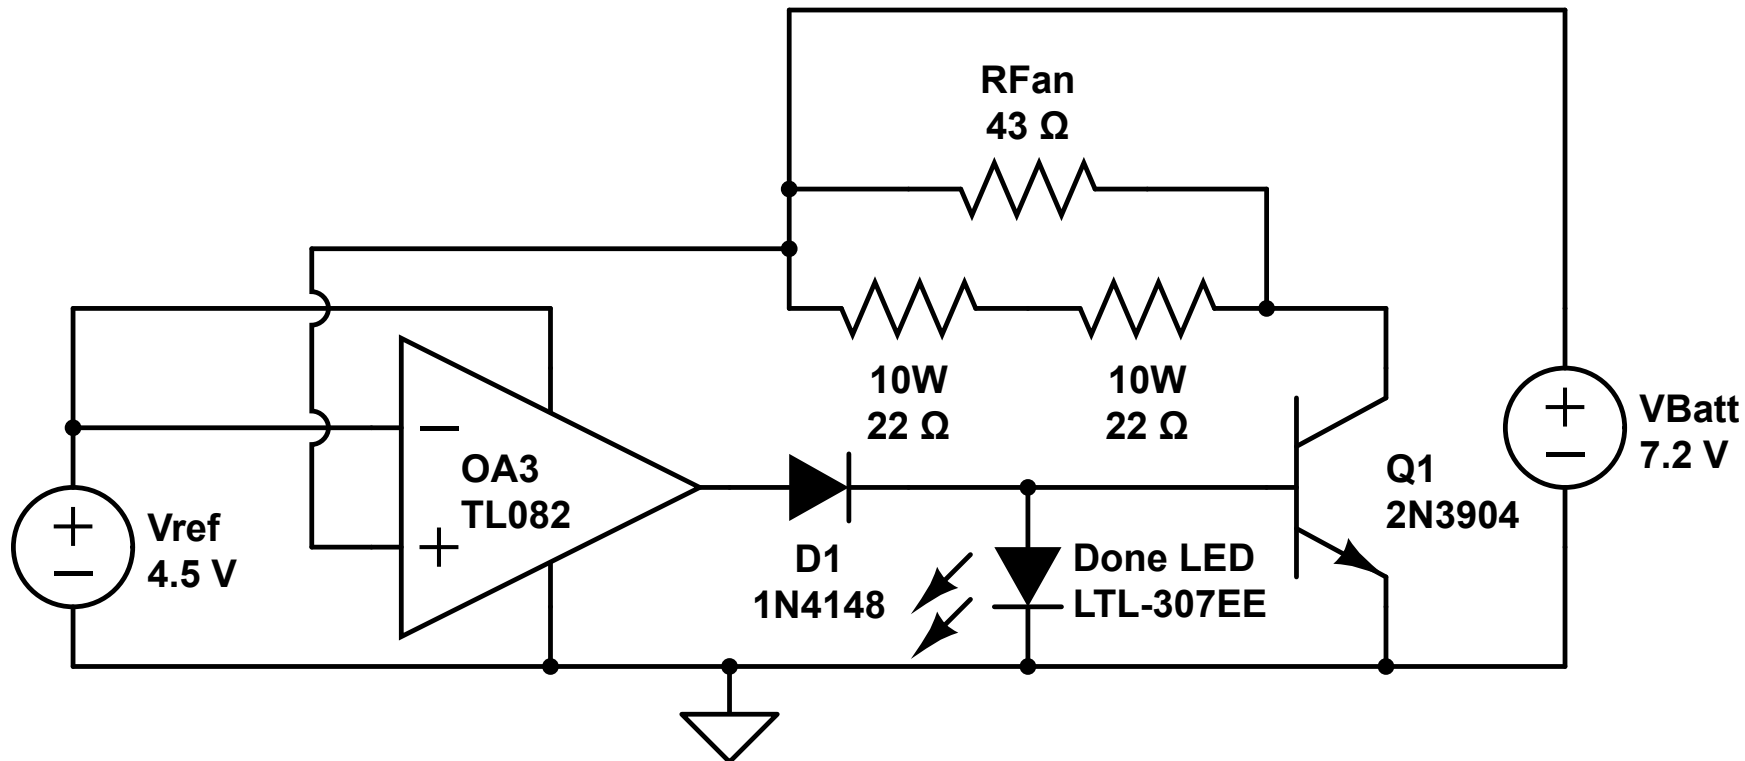 RFan
43 Ω
10W
22 Ω
10W
22 Ω
VBatt
7.2 V
OA3
TL082
Q1
2N3904
Vref
4.5 V
D1
1N4148
Done LED
LTL-307EE